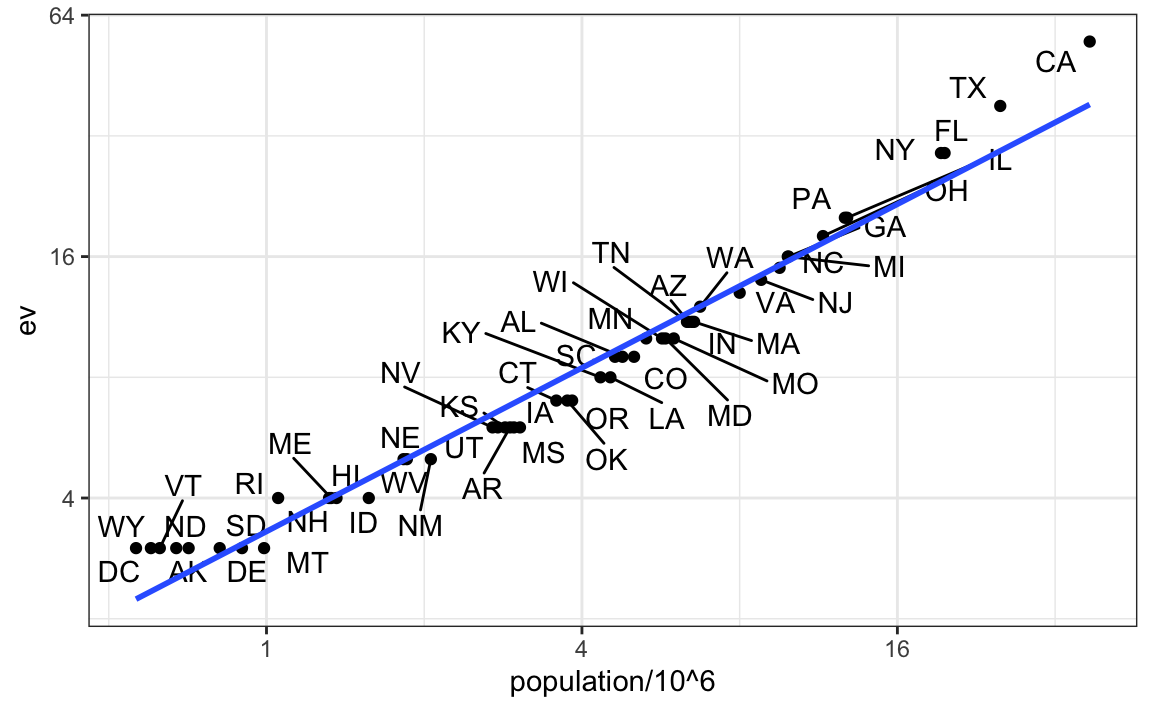 64
CA
TX
FL
NY
IL
OH
PA
GA
16
TN
WA
NC
MI
WI
AZ
VA
NJ
AL
MN
KY
IN
MA
SC
CO
MO
NV
CT
KS
IA
OR
LA
MD
ME
NE
UT
MS
OK
VT
RI
HI
WV
AR
4
WY
ND
SD
NH
ID
NM
DC
AK
DE
MT
ev
1
4
16
population/10^6